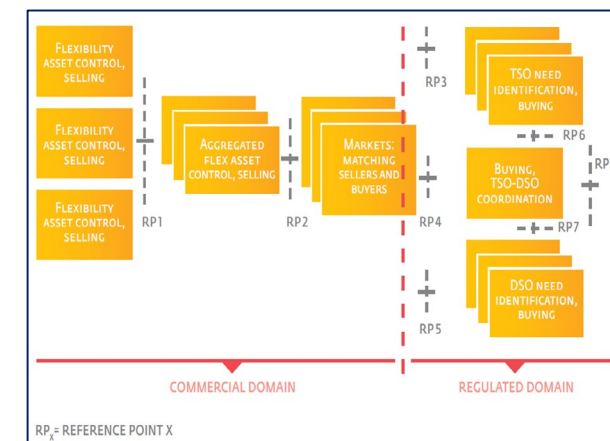 FLEXIBILITY
ASSET CONTROL,
SELLING
FLEXIBILITY
ASSET CONTROL,
SELLING
FLEXIBILITY
ASSET CONTROL,
SELLING
RP1
AGGREGATED
FLEX ASSET
CONTROL, SELLING
RP2
MARKETS:
MATCHING
SELLERS AND
BUYERS
RP3
RP4
RP5
TSO NEED
IDENTIFICATION,
BUYING
RP6
RP
BUYING,
TSO-DSO
COORDINATION
RP7
DSO NEED
IDENTIFICATION,
BUYING
COMMERCIAL DOMAIN
REGULATED DOMAIN
RPX= REFERENCE POINT X